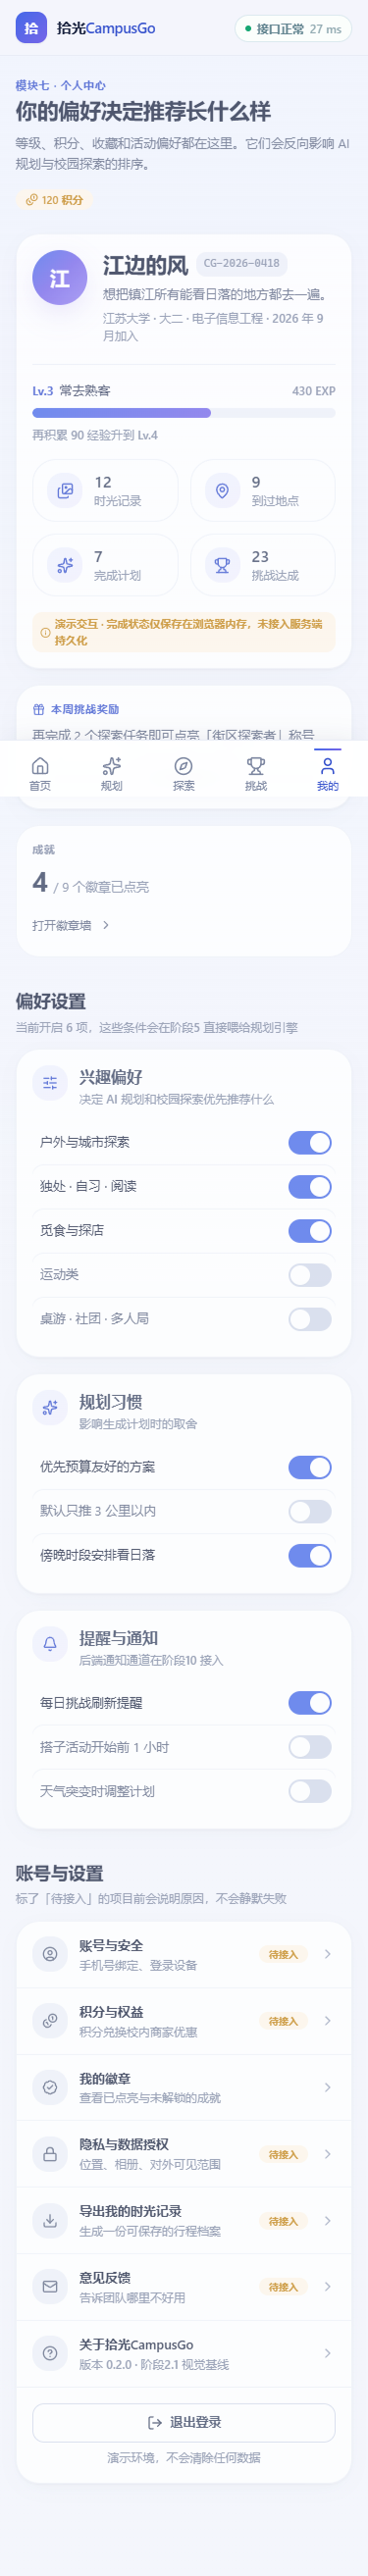 拾 拾光CampusGo 接口正常 27 ms
模块七 · 个人中心
你的偏好决定推荐长什么样
等级、积分、收藏和活动偏好都在这里。它们会反向影响 AI
规划与校园探索的排序。
120 积分
江 江边的风 CG-2026-0418
想把镇江所有能看日落的地方都去一遍。
江苏大学 · 大二 · 电子信息工程 · 2026 年 9
月加入
Lv.3 常去熟客 430 EXP
再积累 90 经验升到 Lv.4
12
时光记录
9
到过地点
7
完成计划
23
挑战达成
演示交互 · 完成状态仅保存在浏览器内存，未接入服务端
持久化
本周挑战奖励
再完成 2 个探索任务即可点亮「街区探索者」称号
首页 规划 探索 挑战 我的
成就
4 / 9 个徽章已点亮
打开徽章墙
偏好设置
当前开启 6 项，这些条件会在阶段5 直接喂给规划引擎
兴趣偏好
决定 AI 规划和校园探索优先推荐什么
户外与城市探索
独处 · 自习 · 阅读
觅食与探店
运动类
桌游 · 社团 · 多人局
规划习惯
影响生成计划时的取舍
优先预算友好的方案
默认只推 3 公里以内
傍晚时段安排看日落
提醒与通知
后端通知通道在阶段10 接入
每日挑战刷新提醒
搭子活动开始前 1 小时
天气突变时调整计划
账号与设置
标了「待接入」的项目前会说明原因，不会静默失败
账号与安全 待接入
手机号绑定、登录设备
积分与权益 待接入
积分兑换校内商家优惠
我的徽章
查看已点亮与未解锁的成就
隐私与数据授权 待接入
位置、相册、对外可见范围
导出我的时光记录 待接入
生成一份可保存的行程档案
意见反馈 待接入
告诉团队哪里不好用
关于拾光CampusGo
版本 0.2.0 · 阶段2.1 视觉基线
退出登录
演示环境，不会清除任何数据